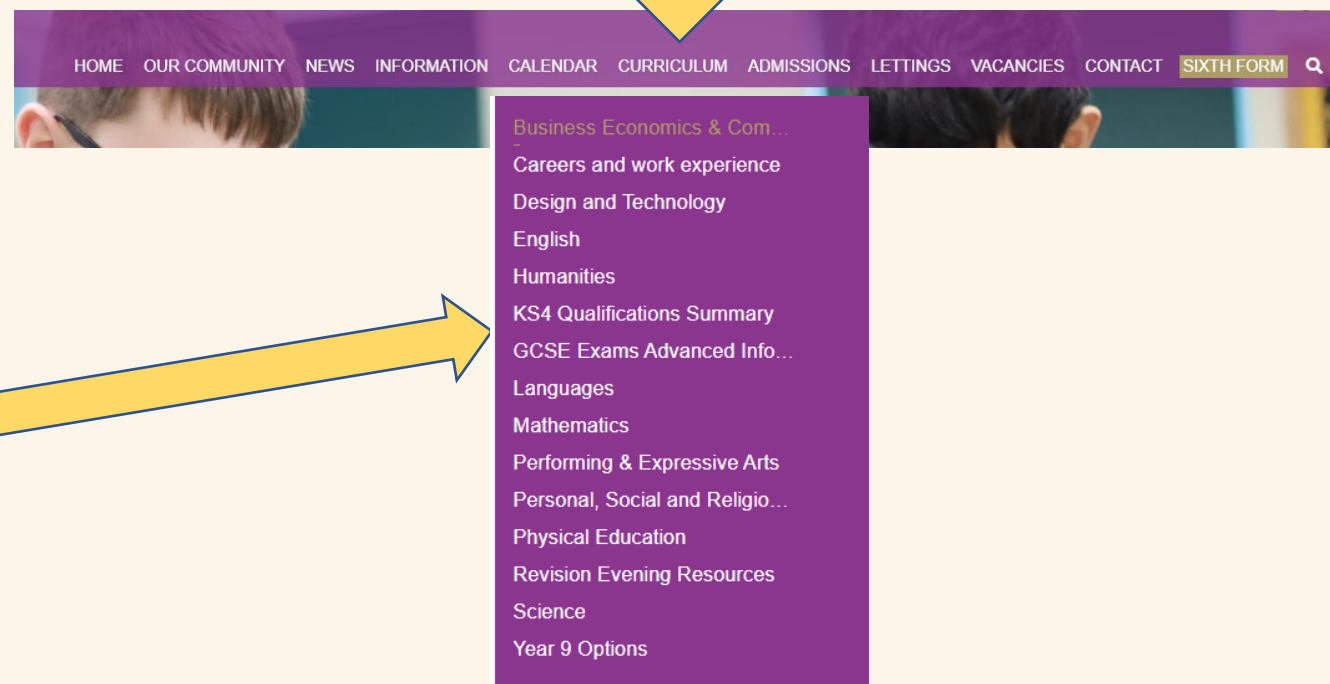 HOME OUR COMMUNITY NEWS INFORMATION CALENDAR CURRICULUM ADMISSIONS LETTINGS VACANCIES CONTACT SIXTH FORM
Business Economics & Com...
Careers and work experience
Design and Technology
English
Humanities
KS4 Qualifications Summary
GCSE Exams Advanced Info...
Languages
Mathematics
Performing & Expressive Arts
Personal, Social and Religio...
Physical Education
Revision Evening Resources
Science
Year 9 Options